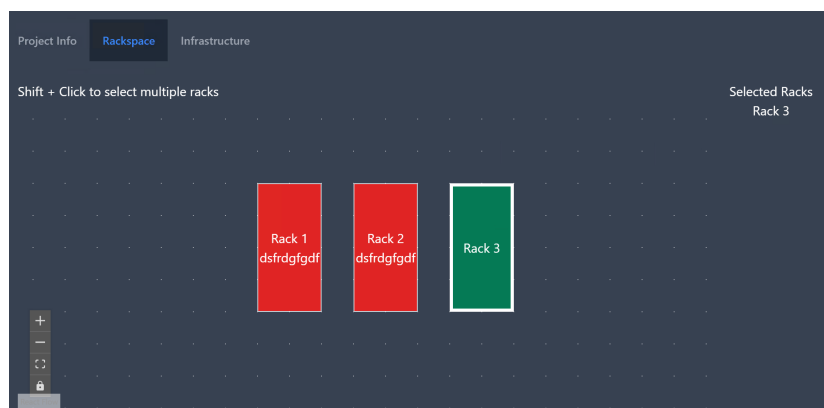 Project Info Rackspace Infrastructure
Shift + Click to select multiple racks
Selected Racks
Rack 3
Rack 1
dsfrdgfgdf
Rack 2
dsfrdgfgdf
Rack 3